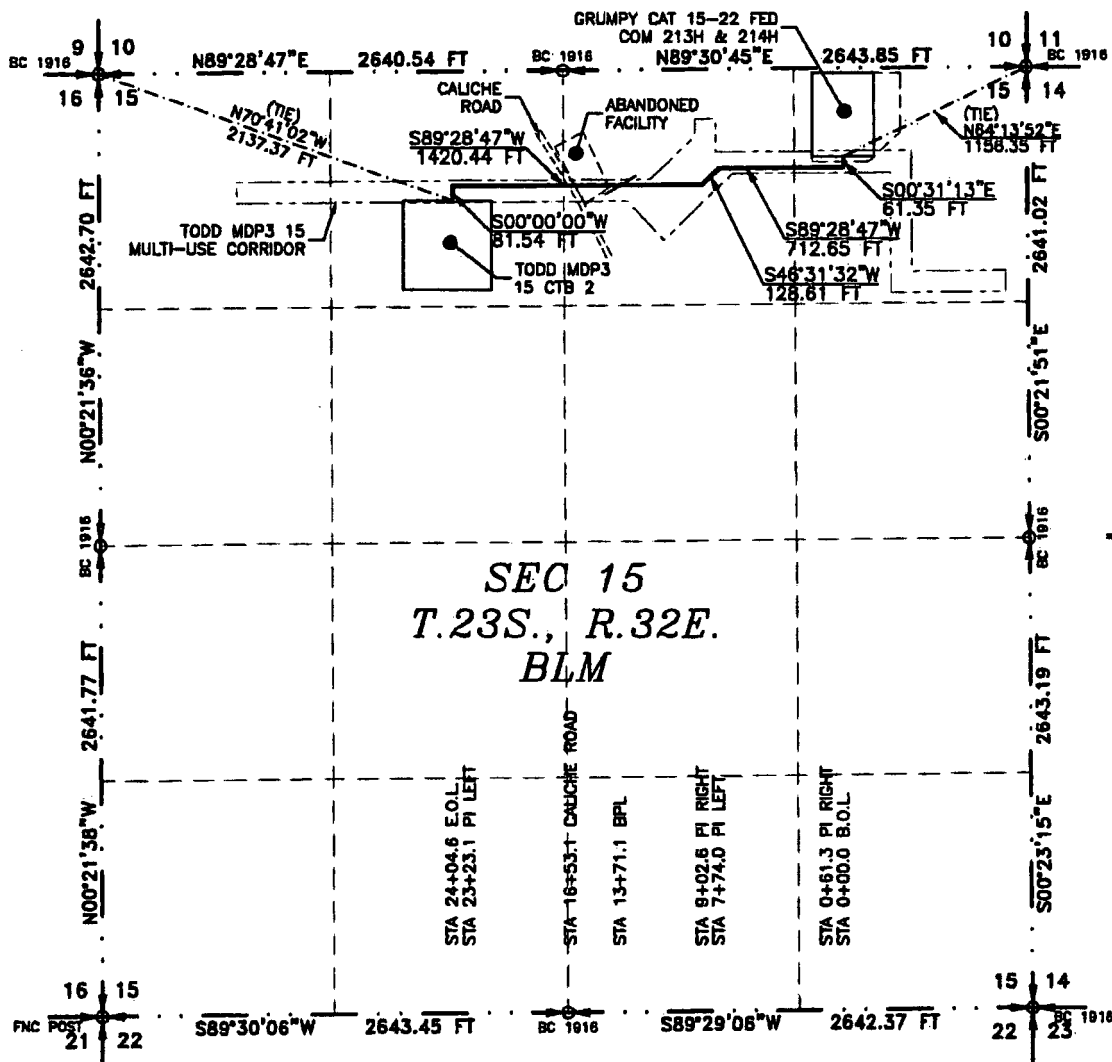 GRUMPY CAT 15-22 FED
COM 213H & 214H
9 10
BC 1916
16 15
N89°28'47"E 2640.54 FT
N89°30'45"E 2643.85 FT
10 11
BC 1916
15 14
CALICHE
ROAD
ABANDONED
FACILITY
(TIE)
N70°41'02"W
2137.37 FT
(TIE)
N64°13'52"E
1156.35 FT
S89°28'47"W
1420.44 FT
S00°31'13"E
61.35 FT
S00°00'00"W
81.54 FT
S89°28'47"W
712.65 FT
S46°31'32"W
128.61 FT
TODD MDP3 15
MULTI-USE CORRIDOR
TODD MDP3
15 CTB 2
N00°21'36"W 2642.70 FT
S00°21'51"E 2641.02 FT
BC 1916
BC 1916
SEC 15
T.23S., R.32E.
BLM
N00°21'38"W 2641.77 FT
S00°23'15"E 2643.19 FT
STA 24+04.6 E.O.L.
STA 23+23.1 PI LEFT
STA 16+53.1 CALICHE ROAD
STA 13+71.1 BPL
STA 9+02.6 PI RIGHT
STA 7+74.0 PI LEFT
STA 0+61.3 PI RIGHT
STA 0+00.0 B.O.L.
16 15
FNC POST
21 22
S89°30'06"W 2643.45 FT
BC 1916
S89°29'06"W 2642.37 FT
15 14
BC 1916
22 23